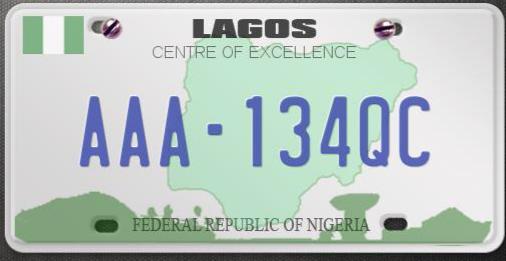 LAGOS
CENTRE OF EXCELLENCE
AAA-134QC
FEDERAL REPUBLIC OF NIGERIA